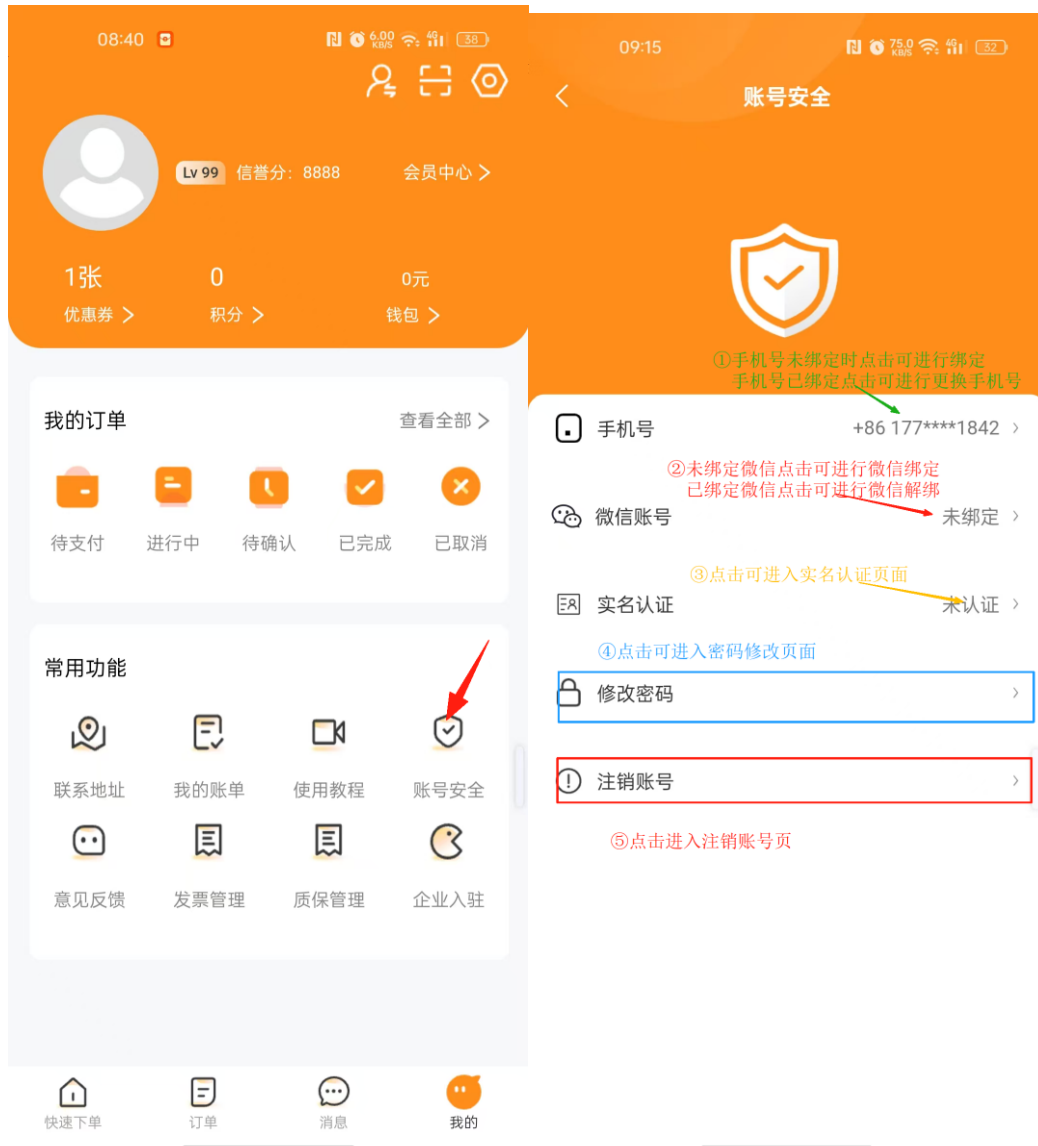 08:40
6.00 KB/S
4G
38
Lv 99
信誉分：8888
会员中心
1张
0
0元
优惠券
积分
钱包
我的订单
查看全部
待支付
进行中
待确认
已完成
已取消
常用功能
联系地址
我的账单
使用教程
账号安全
意见反馈
发票管理
质保管理
企业入驻
快速下单
订单
消息
我的
09:15
75.0 KB/S
4G
32
账号安全
①手机号未绑定时点击可进行绑定
手机号已绑定点击可进行更换手机号
手机号
+86 177****1842
②未绑定微信点击可进行微信绑定
已绑定微信点击可进行微信解绑
微信账号
未绑定
③点击可进入实名认证页面
实名认证
未认证
④点击可进入密码修改页面
修改密码
注销账号
⑤点击进入注销账号页